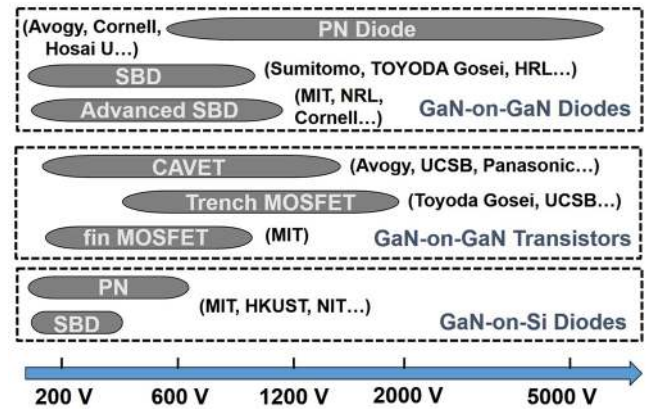 (Avogy, Cornell,
Hosai U...)
PN Diode
SBD
(Sumitomo, TOYODA Gosei, HRL...)
Advanced SBD
(MIT, NRL,
Cornell...)
GaN-on-GaN Diodes
CAVET
(Avogy, UCSB, Panasonic...)
Trench MOSFET
(Toyoda Gosei, UCSB...)
fin MOSFET
(MIT)
GaN-on-GaN Transistors
PN
(MIT, HKUST, NIT...)
SBD
GaN-on-Si Diodes
200 V 600 V 1200 V 2000 V 5000 V